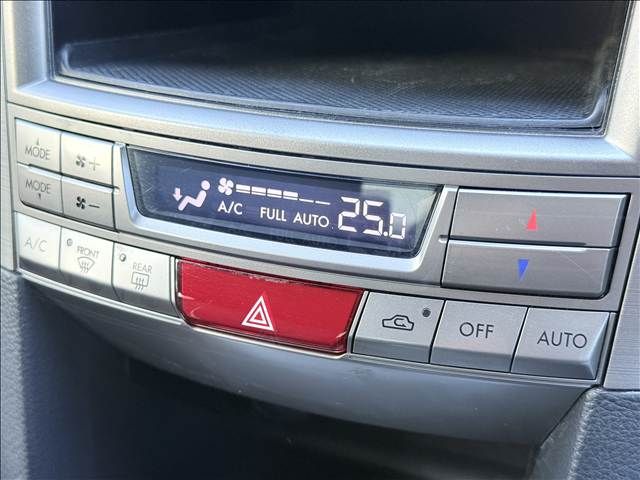 MODE
+
MODE
-
A/C FULL AUTO 25.0
A/C
FRONT
REAR
OFF
AUTO